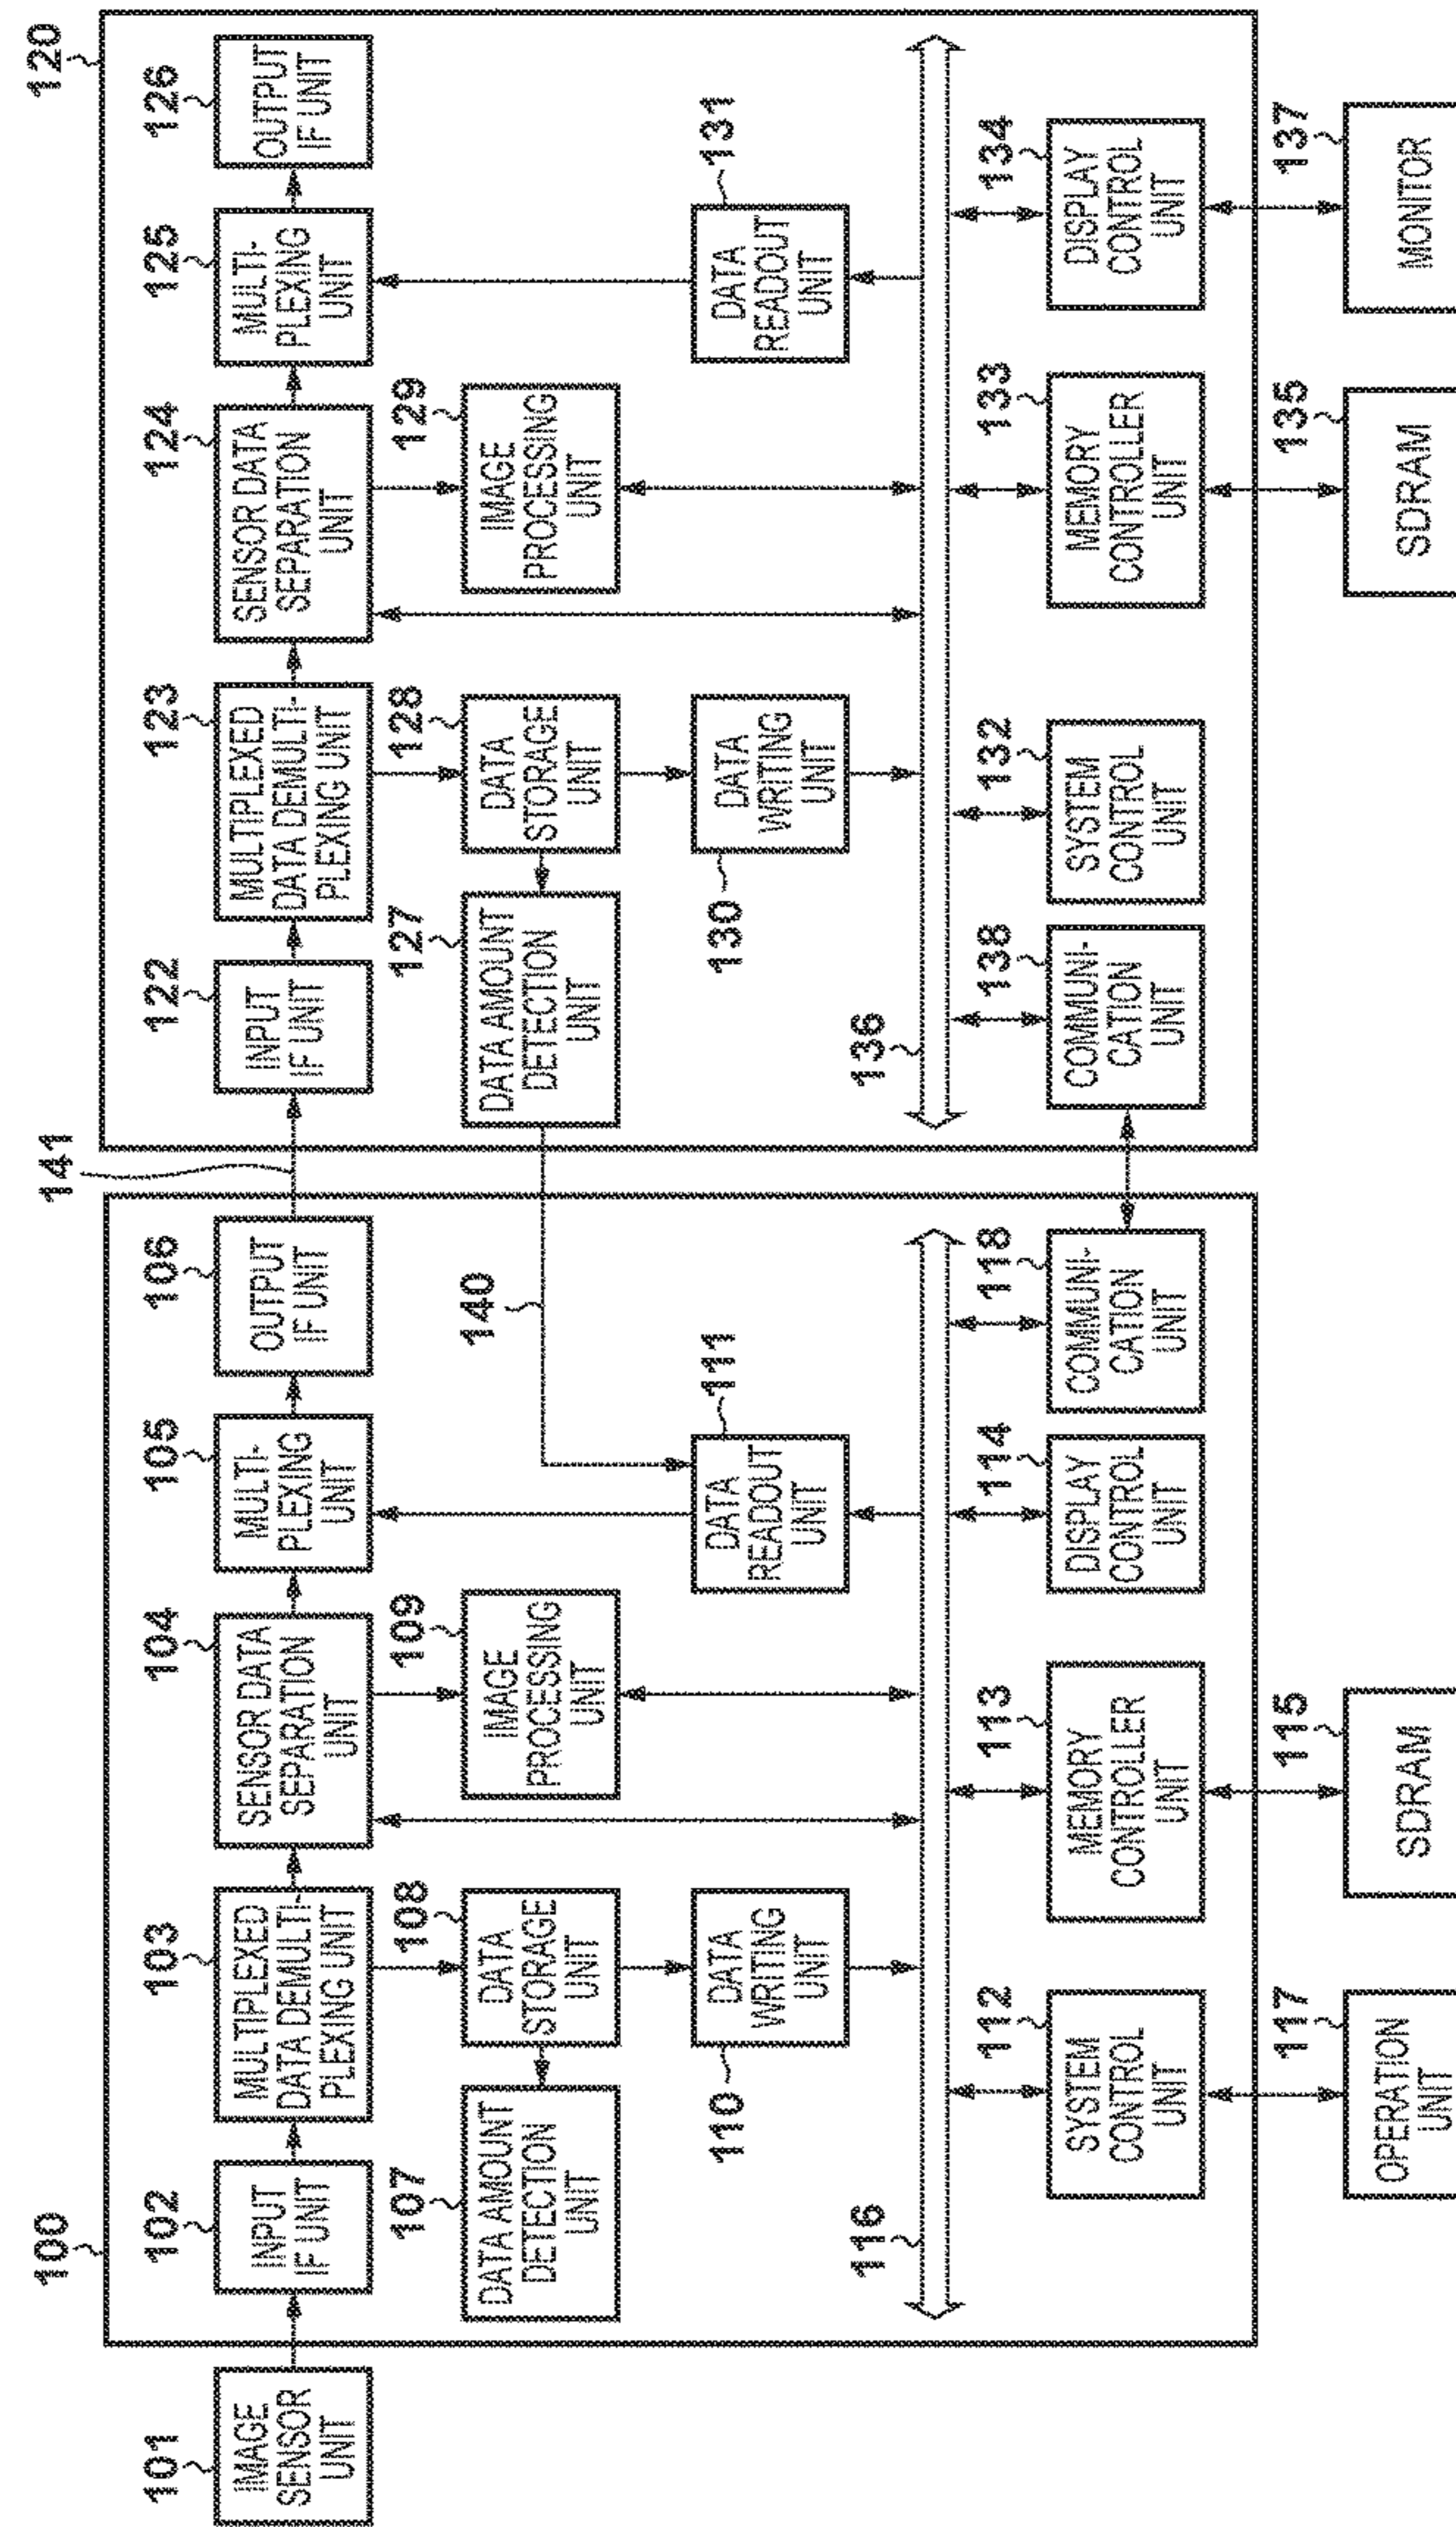 100
101
IMAGE
SENSOR
UNIT
102
INPUT
IF UNIT
103
MULTIPLEXED
DATA DEMULTI-
PLEXING UNIT
104
SENSOR DATA
SEPARATION
UNIT
105
MULTI-
PLEXING
UNIT
106
OUTPUT
IF UNIT
107
DATA AMOUNT
DETECTION
UNIT
108
DATA
STORAGE
UNIT
109
IMAGE
PROCESSING
UNIT
140
110
DATA
WRITING
UNIT
111
DATA
READOUT
UNIT
116
112
SYSTEM
CONTROL
UNIT
113
MEMORY
CONTROLLER
UNIT
114
DISPLAY
CONTROL
UNIT
118
COMMUNI-
CATION
UNIT
117
OPERATION
UNIT
115
SDRAM
141
120
122
INPUT
IF UNIT
123
MULTIPLEXED
DATA DEMULTI-
PLEXING UNIT
124
SENSOR DATA
SEPARATION
UNIT
125
MULTI-
PLEXING
UNIT
126
OUTPUT
IF UNIT
127
DATA AMOUNT
DETECTION
UNIT
128
DATA
STORAGE
UNIT
129
IMAGE
PROCESSING
UNIT
130
DATA
WRITING
UNIT
131
DATA
READOUT
UNIT
136
138
COMMUNI-
CATION
UNIT
132
SYSTEM
CONTROL
UNIT
133
MEMORY
CONTROLLER
UNIT
134
DISPLAY
CONTROL
UNIT
135
SDRAM
137
MONITOR